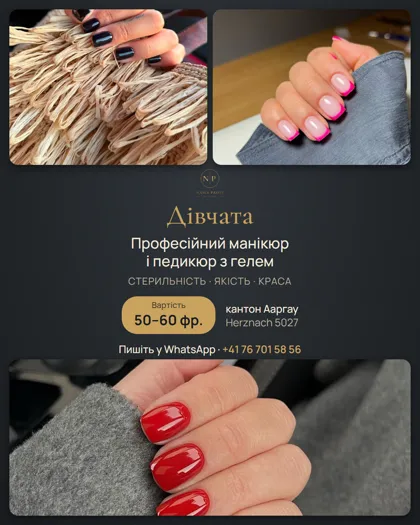 NP
Дівчата
Професійний манікюр
і педикюр з гелем
СТЕРИЛЬНІСТЬ · ЯКІСТЬ · КРАСА
Вартість
50–60 фр.
кантон Ааргау
Herznach 5027
Пишіть у WhatsApp · +41 76 701 58 56